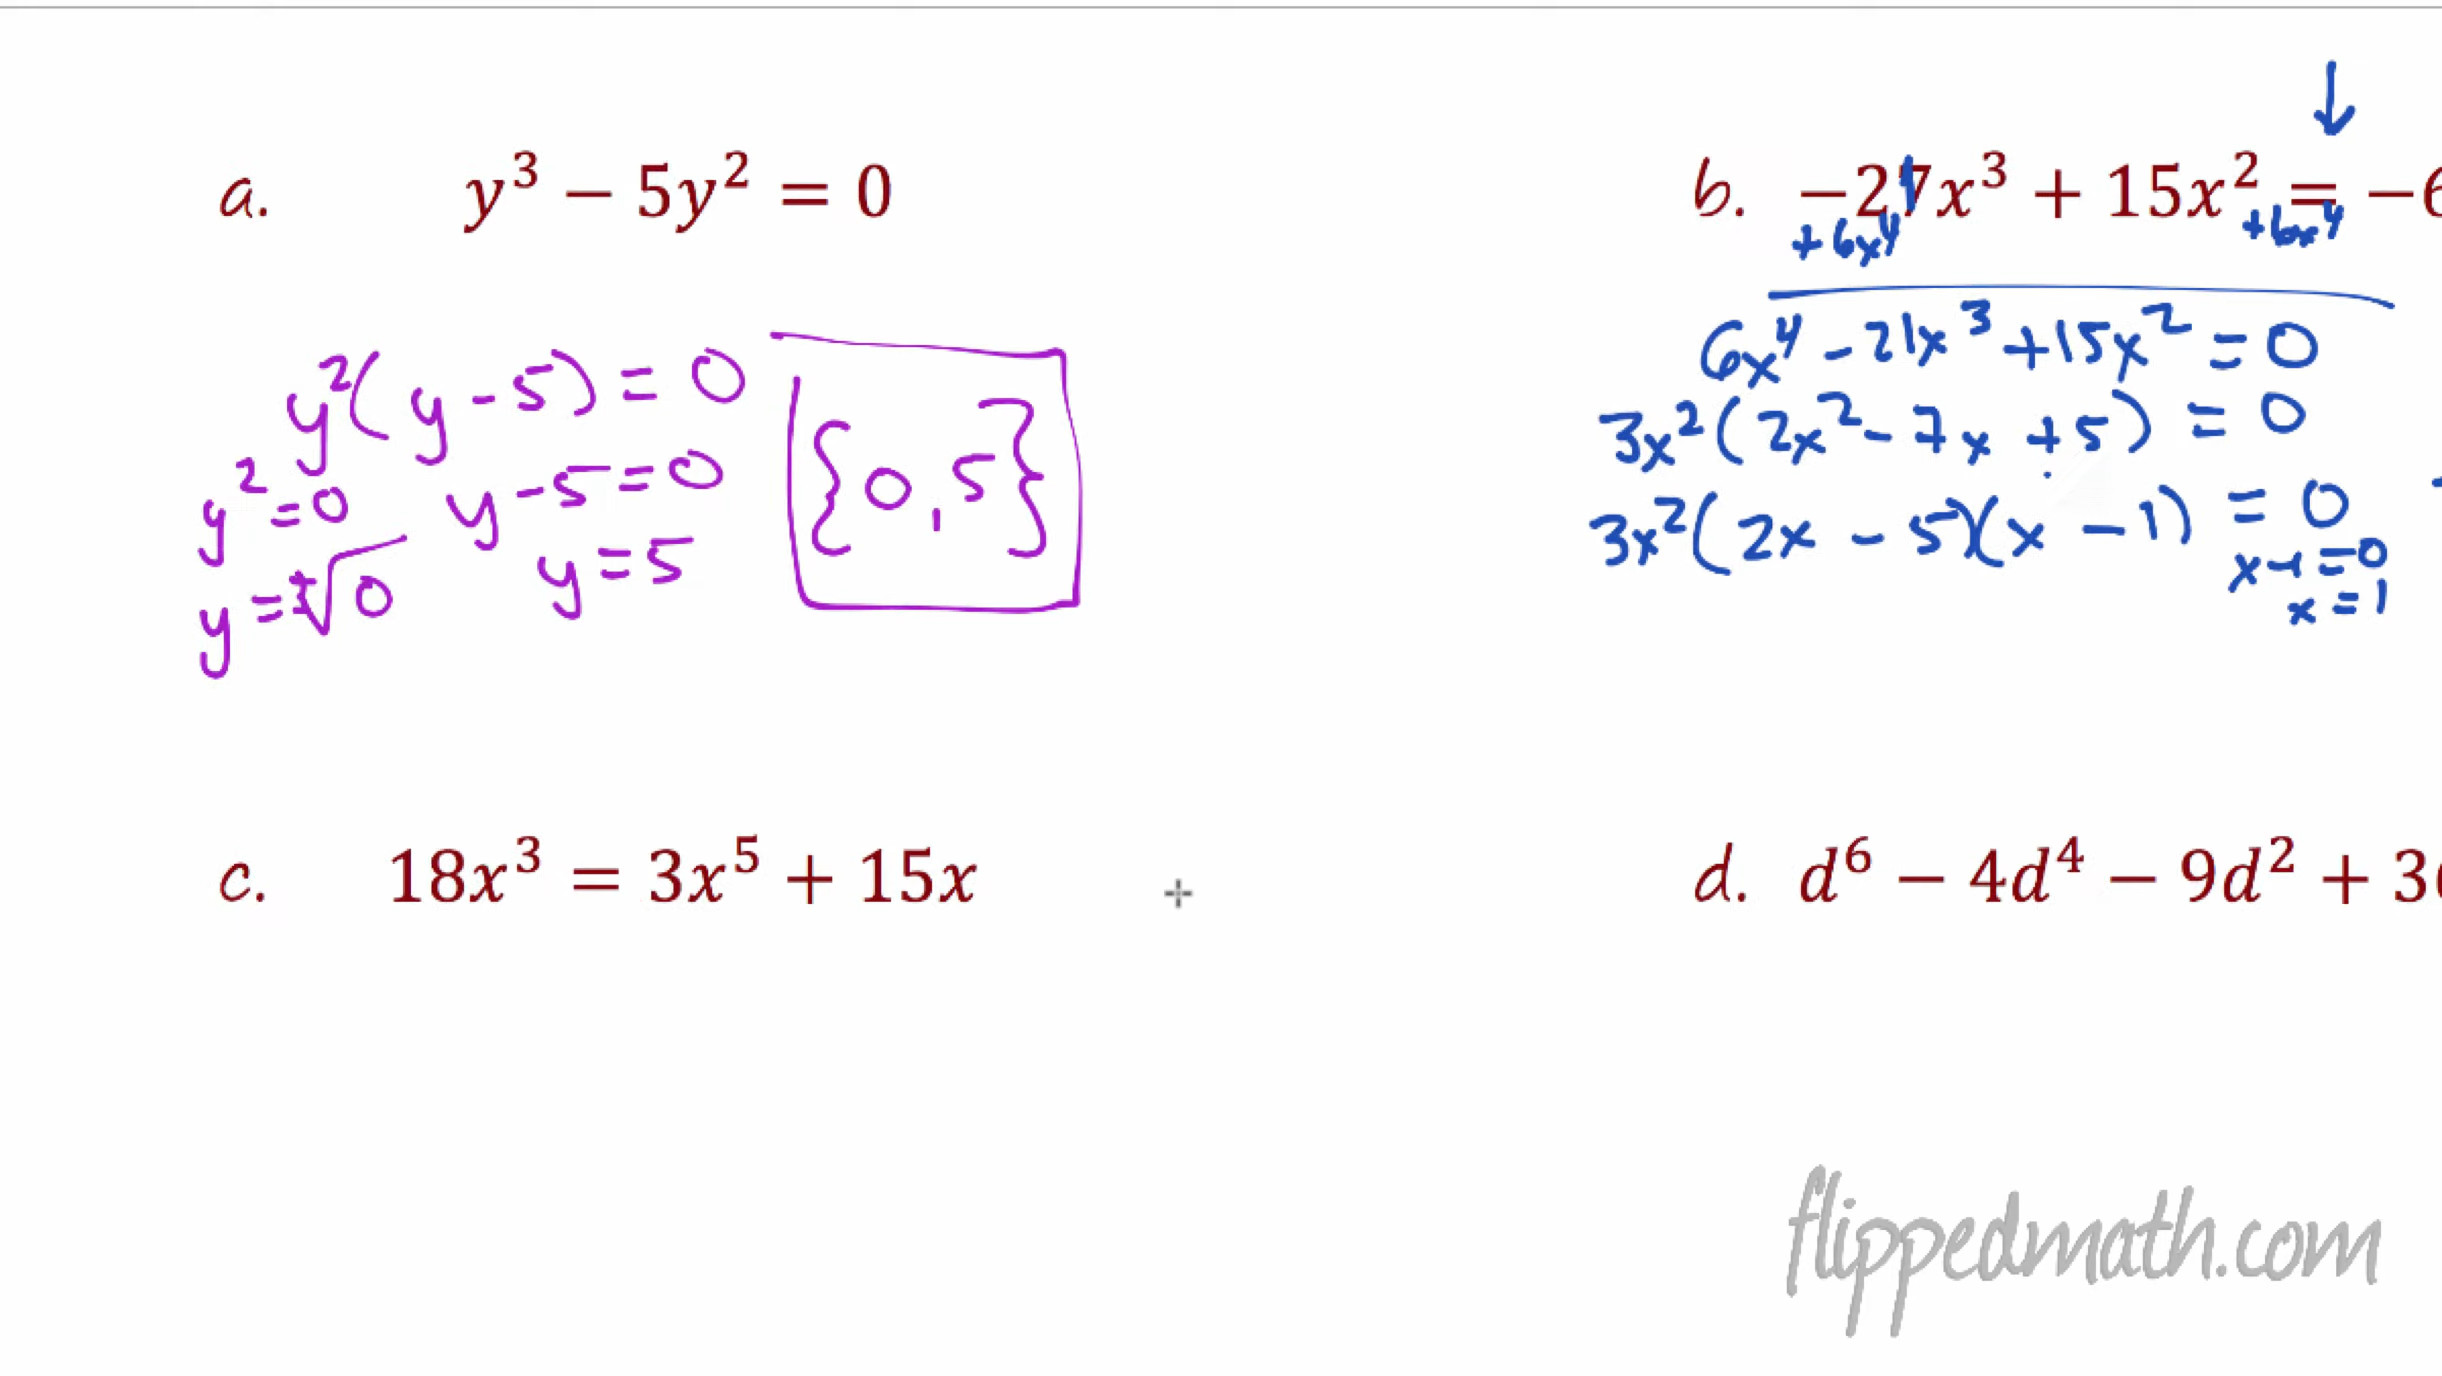 a. y³ − 5y² = 0
y²(y-5) = 0
y² = 0 y-5=0
y = ±√0 y=5
{0,5}
b. −21x³ + 15x² = −6
+6x⁴ +6x⁴
6x⁴ - 21x³ + 15x² = 0
3x²(2x² - 7x + 5) = 0
3x²(2x - 5)(x - 1) = 0
x-1=0
x=1
c. 18x³ = 3x⁵ + 15x
d. d⁶ − 4d⁴ − 9d² + 3
flippedmath.com